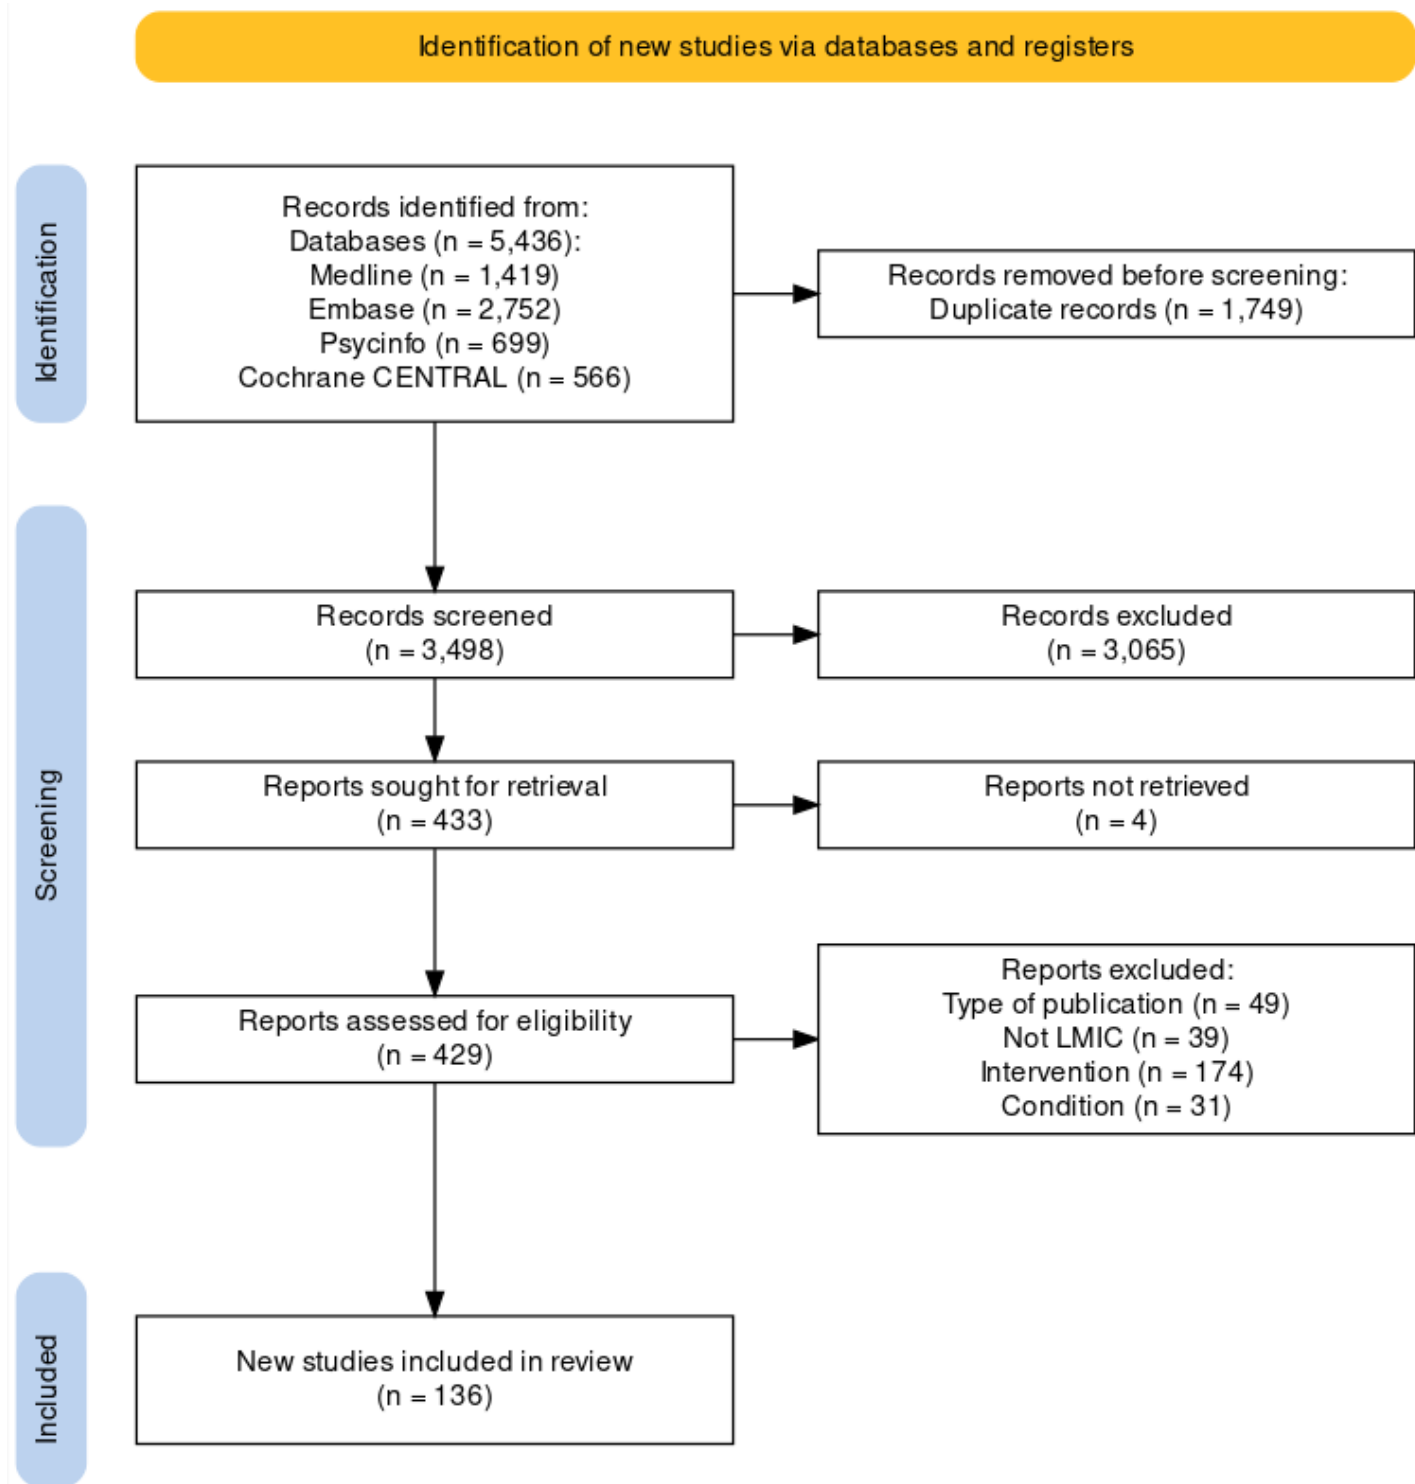 Identification of new studies via databases and registers
Identification
Records identified from:
Databases (n = 5,436):
Medline (n = 1,419)
Embase (n = 2,752)
Psycinfo (n = 699)
Cochrane CENTRAL (n = 566)
Records removed before screening:
Duplicate records (n = 1,749)
Screening
Records screened
(n = 3,498)
Records excluded
(n = 3,065)
Reports sought for retrieval
(n = 433)
Reports not retrieved
(n = 4)
Reports assessed for eligibility
(n = 429)
Reports excluded:
Type of publication (n = 49)
Not LMIC (n = 39)
Intervention (n = 174)
Condition (n = 31)
Included
New studies included in review
(n = 136)